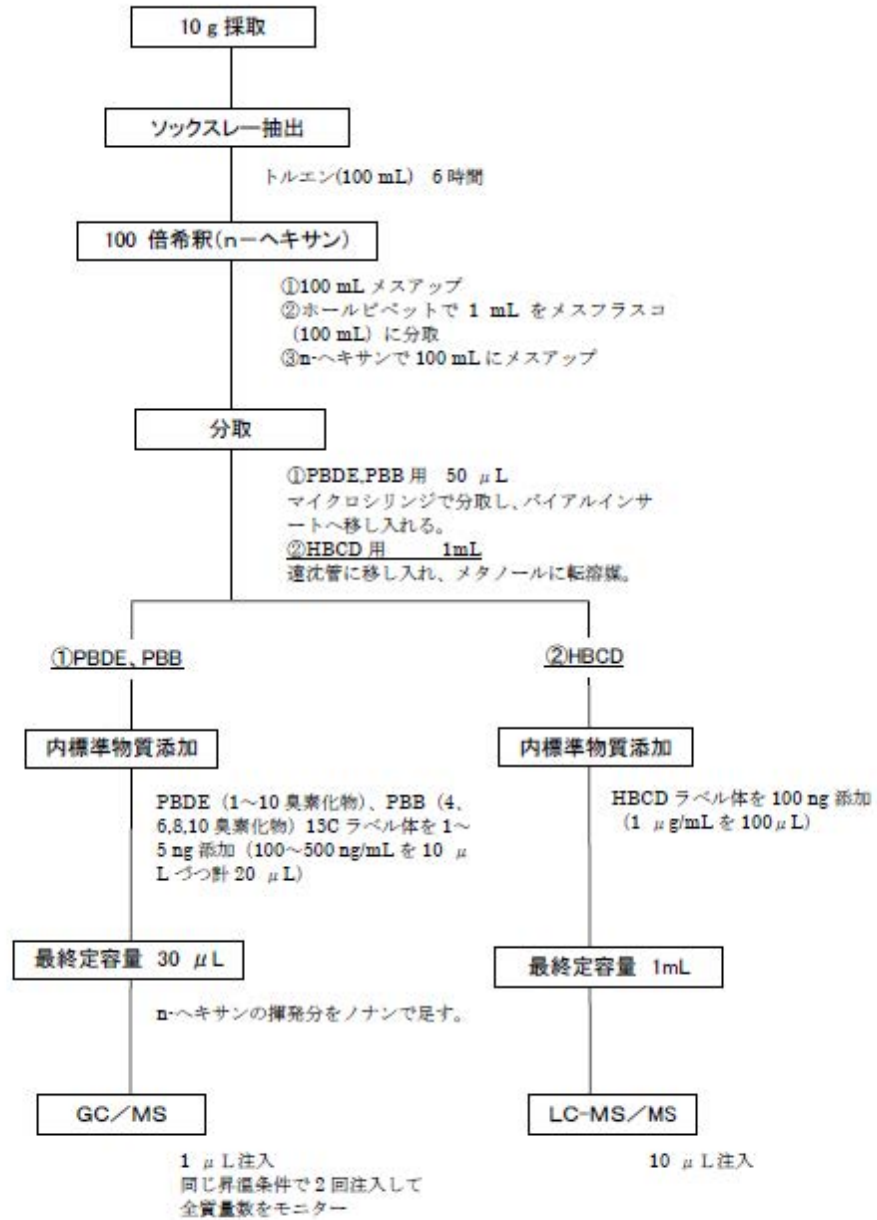 10 g 採取
ソックスレー抽出
トルエン(100 mL) 6 時間
100 倍希釈(n-ヘキサン)
①100 mL メスアップ
②ホールピペットで 1 mL をメスフラスコ
(100 mL) に分取
③n-ヘキサンで 100 mL にメスアップ
分取
①PBDE,PBB 用 50 μL
マイクロシリンジで分取し、バイアルインサ
ートへ移し入れる。
②HBCD 用 1mL
遠沈管に移し入れ、メタノールに転溶媒。
①PBDE、PBB
内標準物質添加
PBDE (1~10 臭素化物)、PBB (4、
6,8,10 臭素化物) 13C ラベル体を 1~
5 ng 添加 (100~500 ng/mL を 10 μ
L づつ計 20 μL)
最終定容量 30 μL
n-ヘキサンの揮発分をノナンで足す。
GC/MS
1 μL注入
同じ昇温条件で 2 回注入して
全質量数をモニター
②HBCD
内標準物質添加
HBCD ラベル体を 100 ng 添加
(1 μg/mL を 100μL)
最終定容量 1mL
LC-MS/MS
10 μL注入